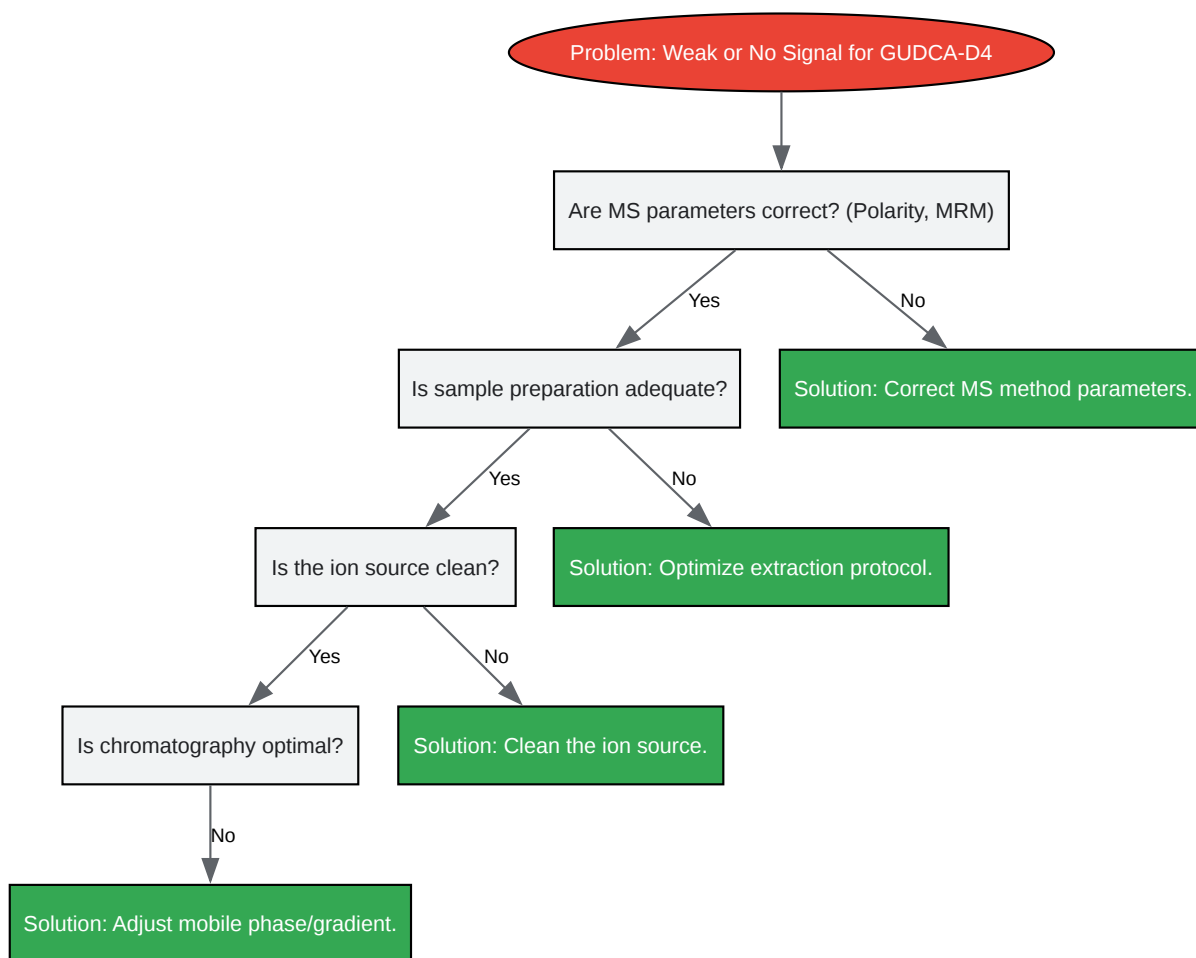 Problem: Weak or No Signal for GUDCA-D4
Are MS parameters correct? (Polarity, MRM)
Yes
No
Is sample preparation adequate?
Solution: Correct MS method parameters.
Yes
No
Is the ion source clean?
Solution: Optimize extraction protocol.
Yes
No
Is chromatography optimal?
Solution: Clean the ion source.
No
Solution: Adjust mobile phase/gradient.